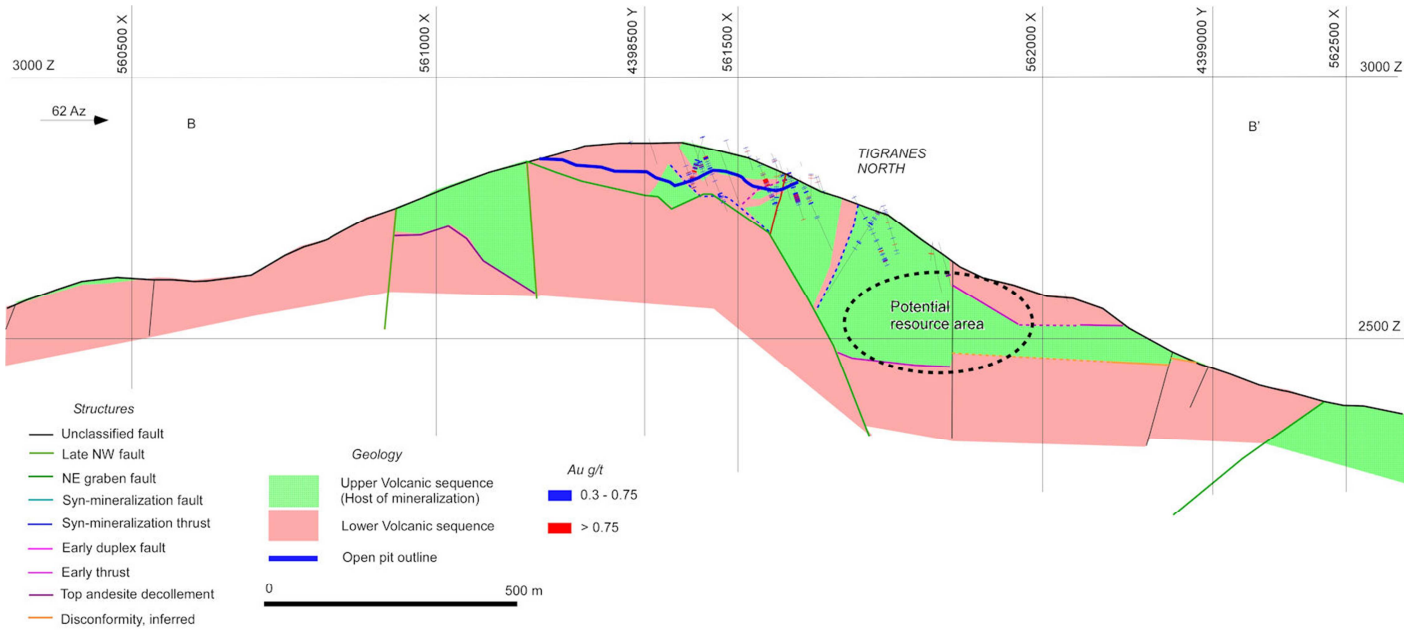 560500 X
561000 X
4398500 Y
561500 X
562000 X
4399000 Y
562500 X
3000 Z
3000 Z
62 Az
B
B'
TIGRANES
NORTH
Potential
resource area
2500 Z
Structures
Unclassified fault
Late NW fault
NE graben fault
Syn-mineralization fault
Syn-mineralization thrust
Early duplex fault
Early thrust
Top andesite decollement
Disconformity, inferred
Geology
Upper Volcanic sequence
(Host of mineralization)
Lower Volcanic sequence
Open pit outline
Au g/t
0.3 - 0.75
> 0.75
0
500 m